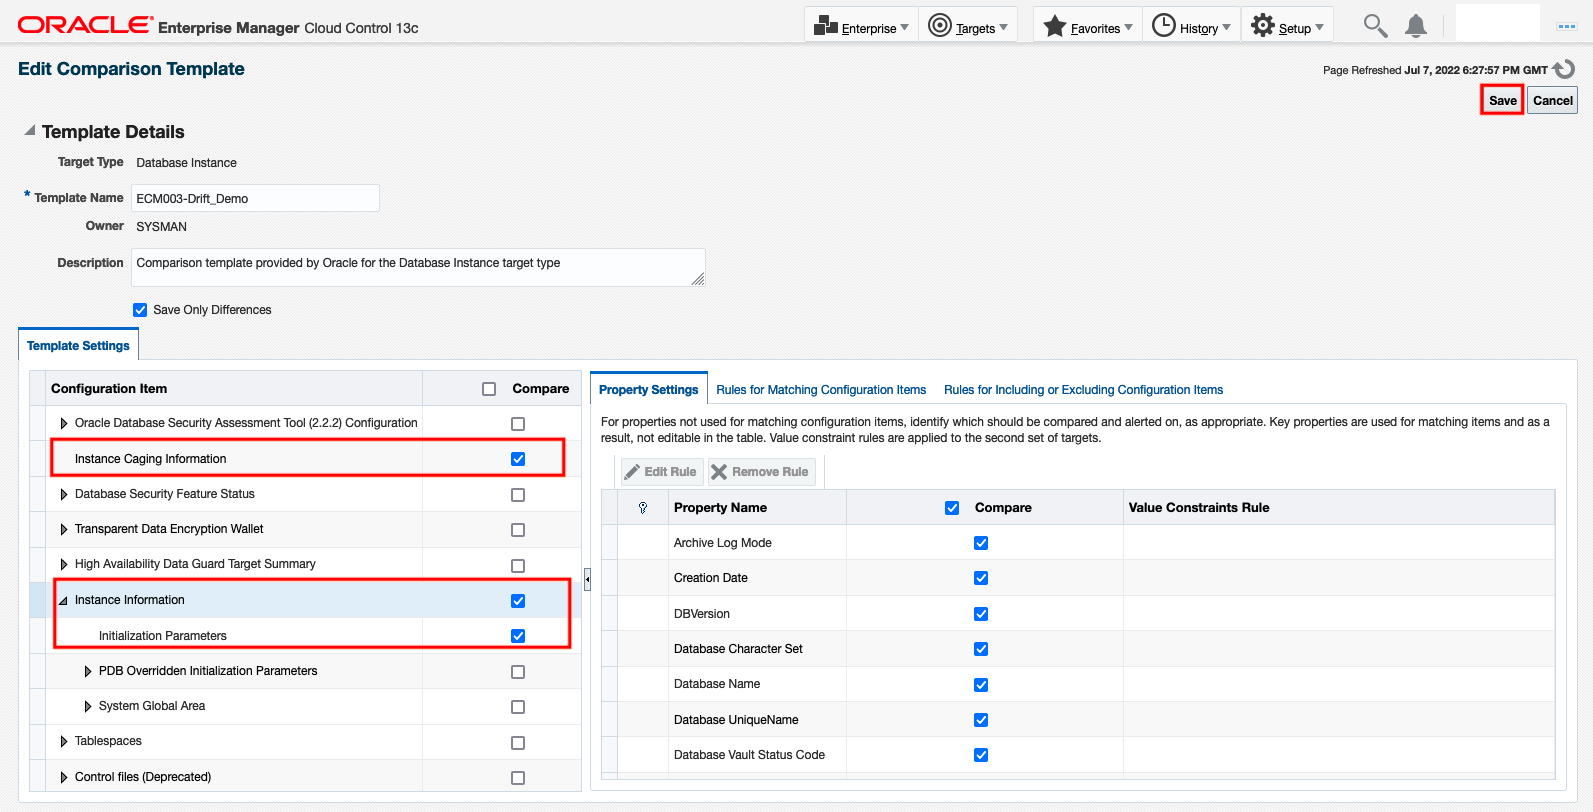 ORACLE Enterprise Manager Cloud Control 13c
Enterprise
Targets
Favorites
History
Setup
Edit Comparison Template
Page Refreshed Jul 7, 2022 6:27:57 PM GMT
Save
Cancel
Template Details
Target Type Database Instance
* Template Name ECM003-Drift_Demo
Owner SYSMAN
Description Comparison template provided by Oracle for the Database Instance target type
Save Only Differences
Template Settings
Configuration Item Compare
Oracle Database Security Assessment Tool (2.2.2) Configuration
Instance Caging Information
Database Security Feature Status
Transparent Data Encryption Wallet
High Availability Data Guard Target Summary
Instance Information
Initialization Parameters
PDB Overridden Initialization Parameters
System Global Area
Tablespaces
Control files (Deprecated)
Property Settings Rules for Matching Configuration Items Rules for Including or Excluding Configuration Items
For properties not used for matching configuration items, identify which should be compared and alerted on, as appropriate. Key properties are used for matching items and as a
result, not editable in the table. Value constraint rules are applied to the second set of targets.
Edit Rule Remove Rule
Property Name Compare Value Constraints Rule
Archive Log Mode
Creation Date
DBVersion
Database Character Set
Database Name
Database UniqueName
Database Vault Status Code